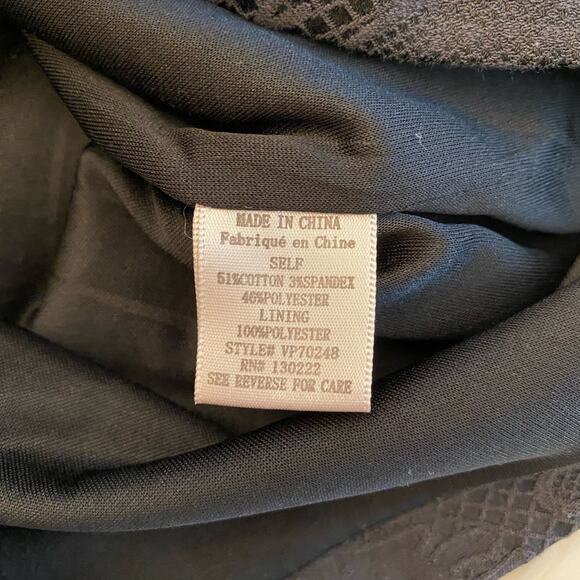 MADE IN CHINA
Fabriqué en Chine
SELF
51%COTTON 3%SPANDEX
46%POLYESTER
LINING
100%POLYESTER
STYLE# VP70248
RN# 130222
SEE REVERSE FOR CARE